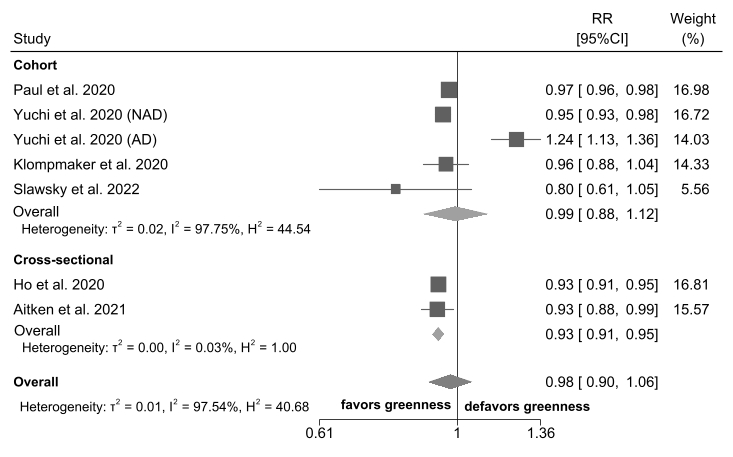 RR Weight
Study [95%CI] (%)
Cohort
Paul et al. 2020 0.97 [ 0.96, 0.98] 16.98
Yuchi et al. 2020 (NAD) 0.95 [ 0.93, 0.98] 16.72
Yuchi et al. 2020 (AD) 1.24 [ 1.13, 1.36] 14.03
Klompmaker et al. 2020 0.96 [ 0.88, 1.04] 14.33
Slawsky et al. 2022 0.80 [ 0.61, 1.05] 5.56
Overall 0.99 [ 0.88, 1.12]
Heterogeneity: τ² = 0.02, I² = 97.75%, H² = 44.54
Cross-sectional
Ho et al. 2020 0.93 [ 0.91, 0.95] 16.81
Aitken et al. 2021 0.93 [ 0.88, 0.99] 15.57
Overall 0.93 [ 0.91, 0.95]
Heterogeneity: τ² = 0.00, I² = 0.03%, H² = 1.00
Overall 0.98 [ 0.90, 1.06]
Heterogeneity: τ² = 0.01, I² = 97.54%, H² = 40.68 favors greenness defavors greenness
0.61 1 1.36